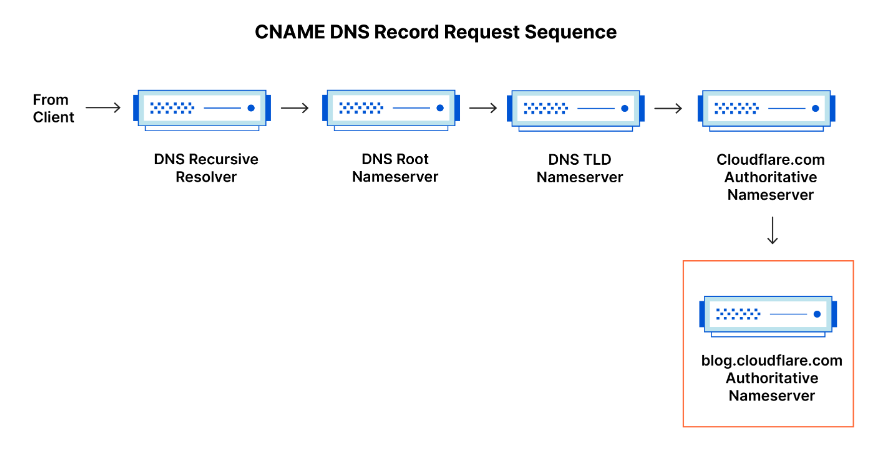 CNAME DNS Record Request Sequence
From
Client
DNS Recursive
Resolver
DNS Root
Nameserver
DNS TLD
Nameserver
Cloudflare.com
Authoritative
Nameserver
blog.cloudflare.com
Authoritative
Nameserver